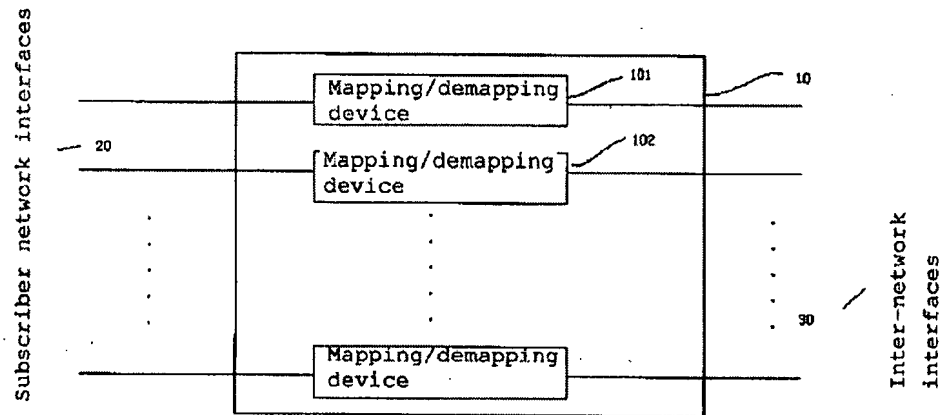 Subscriber network interfaces
20
Mapping/demapping
device
101
10
Mapping/demapping
device
102
Mapping/demapping
device
30
Inter-network
interfaces